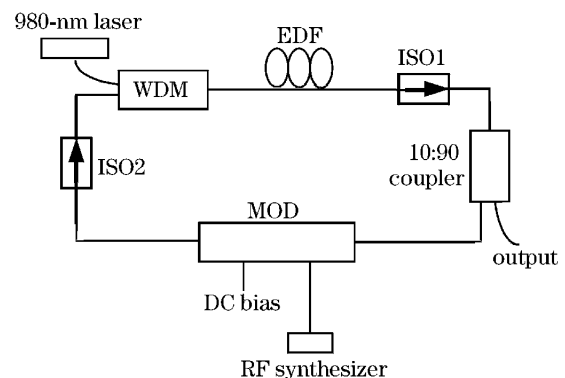 980-nm laser
EDF
ISO1
WDM
10:90
coupler
ISO2
MOD
output
DC bias
RF synthesizer